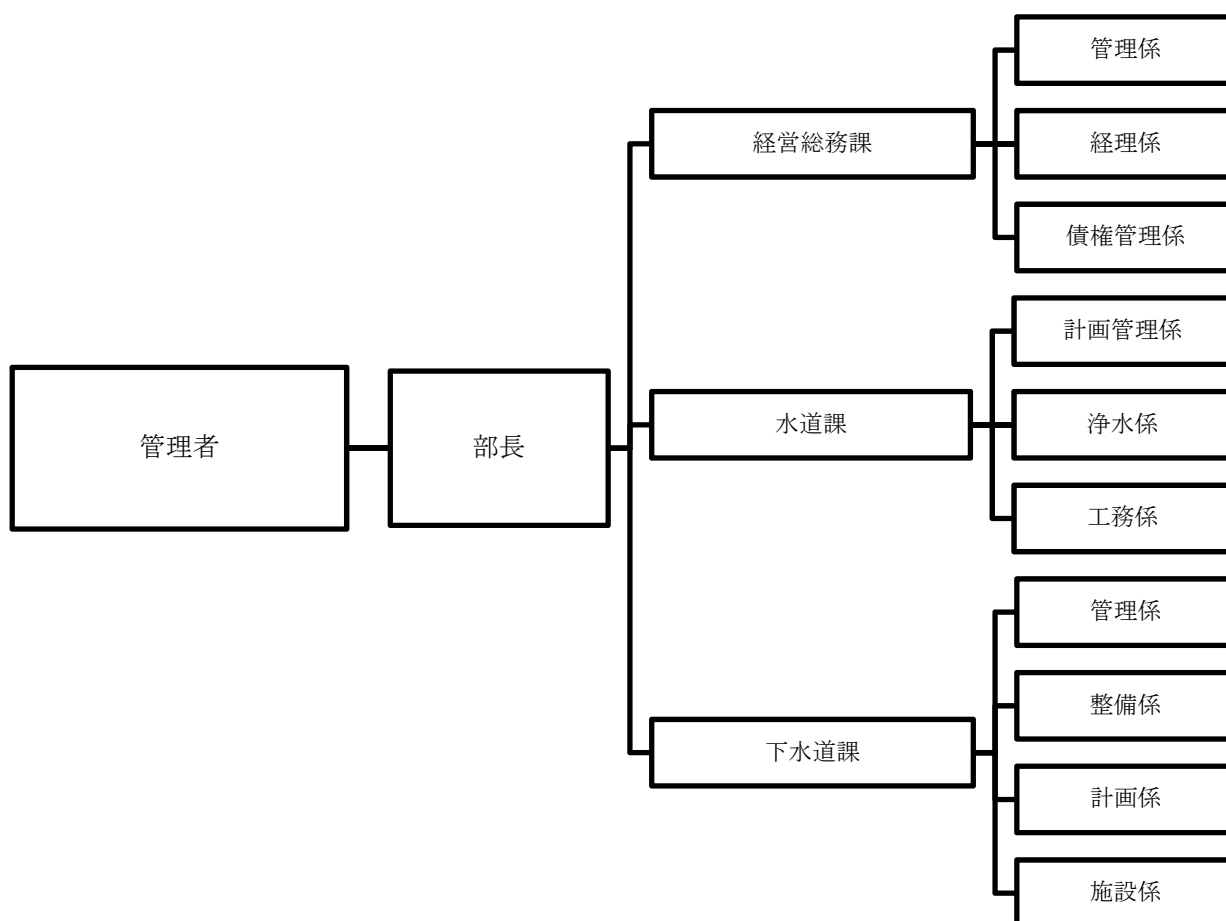 管理者
部長
経営総務課
管理係
経理係
債権管理係
水道課
計画管理係
浄水係
工務係
下水道課
管理係
整備係
計画係
施設係